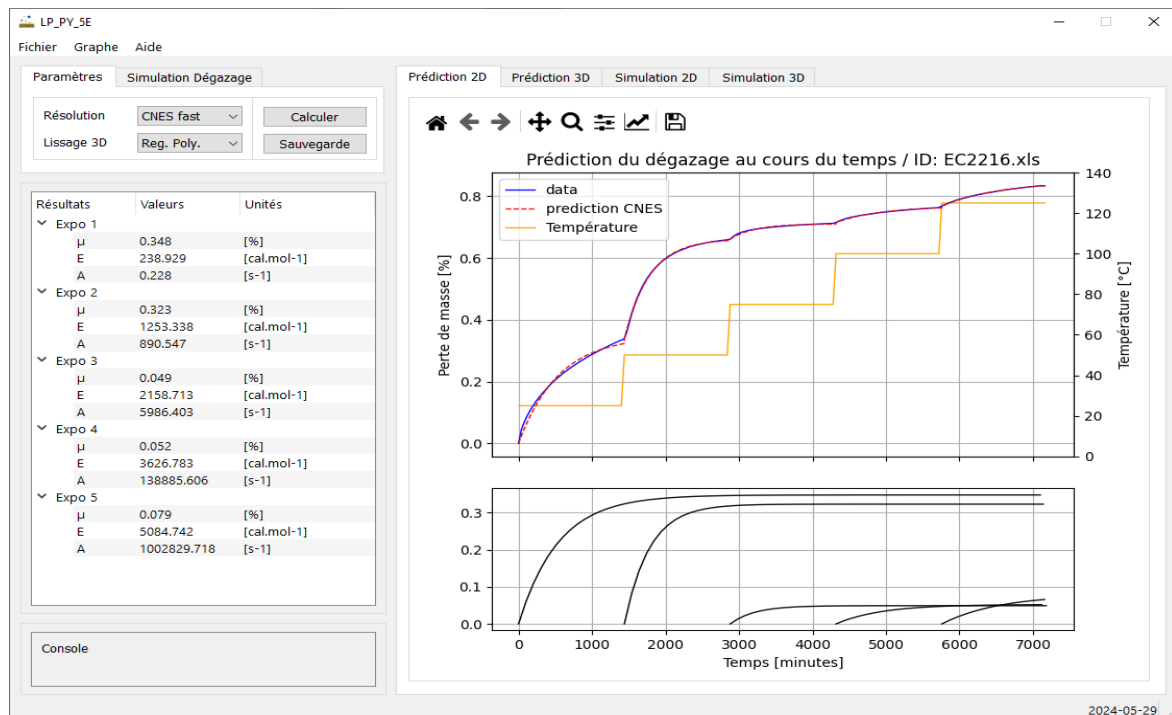 LP_PY_5E
Fichier Graphe Aide
Paramètres Simulation Dégazage
Résolution CNES fast Calculer
Lissage 3D Reg. Poly. Sauvegarde
Résultats Valeurs Unités
Expo 1
μ 0.348 [%]
E 238.929 [cal.mol-1]
A 0.228 [s-1]
Expo 2
μ 0.323 [%]
E 1253.338 [cal.mol-1]
A 890.547 [s-1]
Expo 3
μ 0.049 [%]
E 2158.713 [cal.mol-1]
A 5986.403 [s-1]
Expo 4
μ 0.052 [%]
E 3626.783 [cal.mol-1]
A 138885.606 [s-1]
Expo 5
μ 0.079 [%]
E 5084.742 [cal.mol-1]
A 1002829.718 [s-1]
Console
Prédiction 2D Prédiction 3D Simulation 2D Simulation 3D
Prédiction du dégazage au cours du temps / ID: EC2216.xls
data
prediction CNES
Température
Perte de masse [%]
0.8
0.6
0.4
0.2
0.0
140
120
100
80
60
40
20
0
Température [°C]
0.3
0.2
0.1
0.0
0 1000 2000 3000 4000 5000 6000 7000
Temps [minutes]
2024-05-29